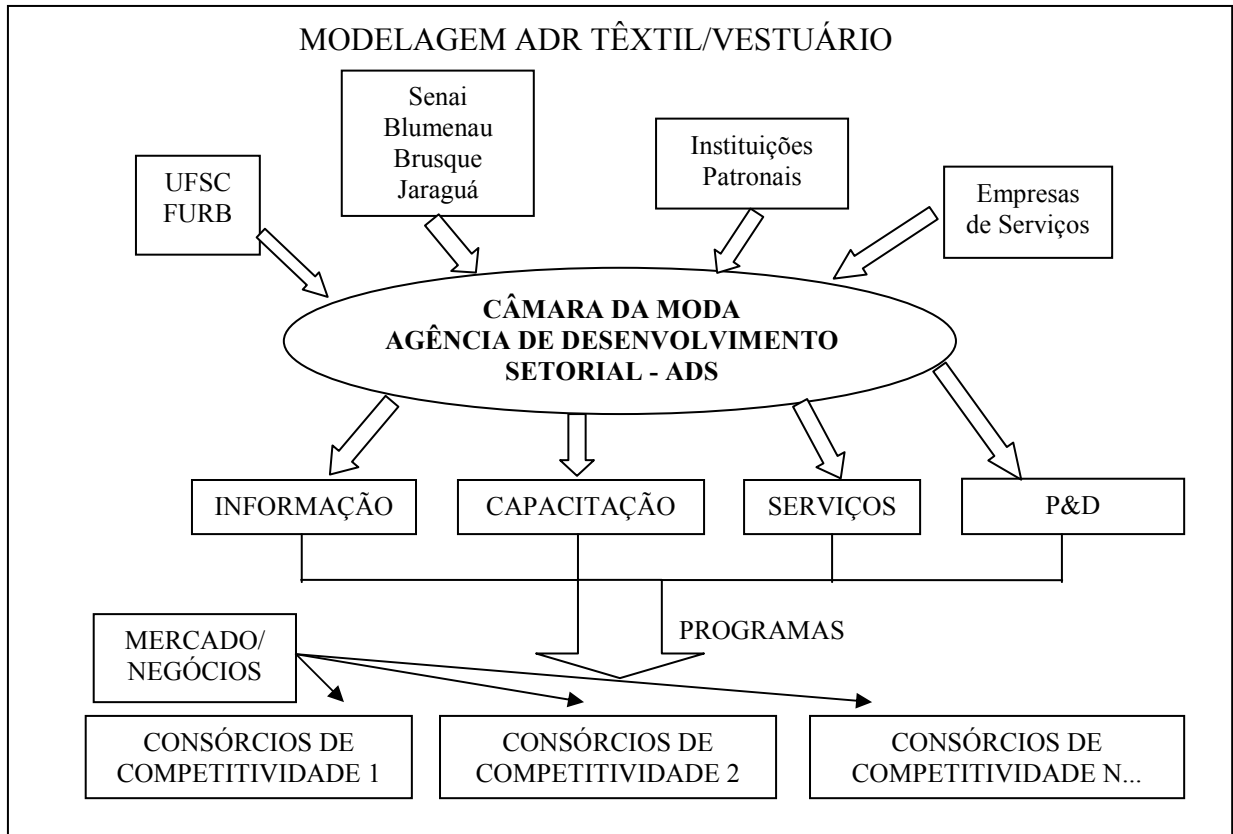 MODELAGEM ADR TÊXTIL/VESTUÁRIO
UFSC
FURB
Senai
Blumenau
Brusque
Jaraguá
Instituições
Patronais
Empresas
de Serviços
CÂMARA DA MODA
AGÊNCIA DE DESENVOLVIMENTO
SETORIAL - ADS
INFORMAÇÃO
CAPACITAÇÃO
SERVIÇOS
P&D
PROGRAMAS
MERCADO/
NEGÓCIOS
CONSÓRCIOS DE
COMPETITIVIDADE 1
CONSÓRCIOS DE
COMPETITIVIDADE 2
CONSÓRCIOS DE
COMPETITIVIDADE N...